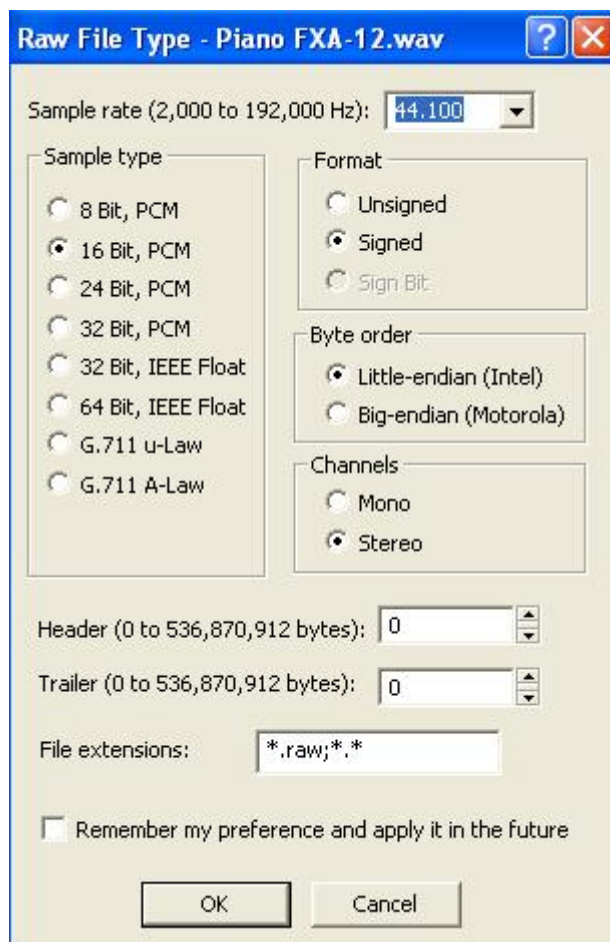 Raw File Type - Piano FXA-12.wav
Sample rate (2,000 to 192,000 Hz): 44.100
Sample type
8 Bit, PCM
16 Bit, PCM
24 Bit, PCM
32 Bit, PCM
32 Bit, IEEE Float
64 Bit, IEEE Float
G.711 u-Law
G.711 A-Law
Format
Unsigned
Signed
Sign Bit
Byte order
Little-endian (Intel)
Big-endian (Motorola)
Channels
Mono
Stereo
Header (0 to 536,870,912 bytes): 0
Trailer (0 to 536,870,912 bytes): 0
File extensions: *.raw;*.*
Remember my preference and apply it in the future
OK Cancel